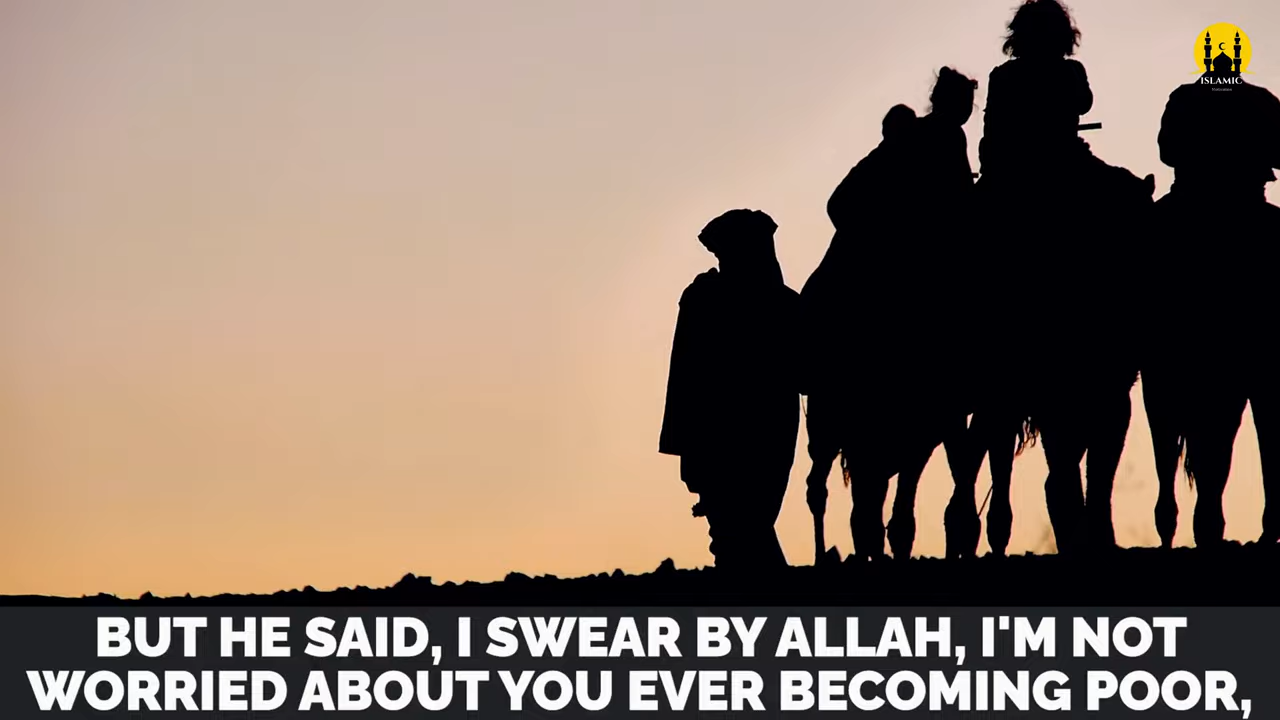 ISLAMIC
BUT HE SAID, I SWEAR BY ALLAH, I'M NOT
WORRIED ABOUT YOU EVER BECOMING POOR,